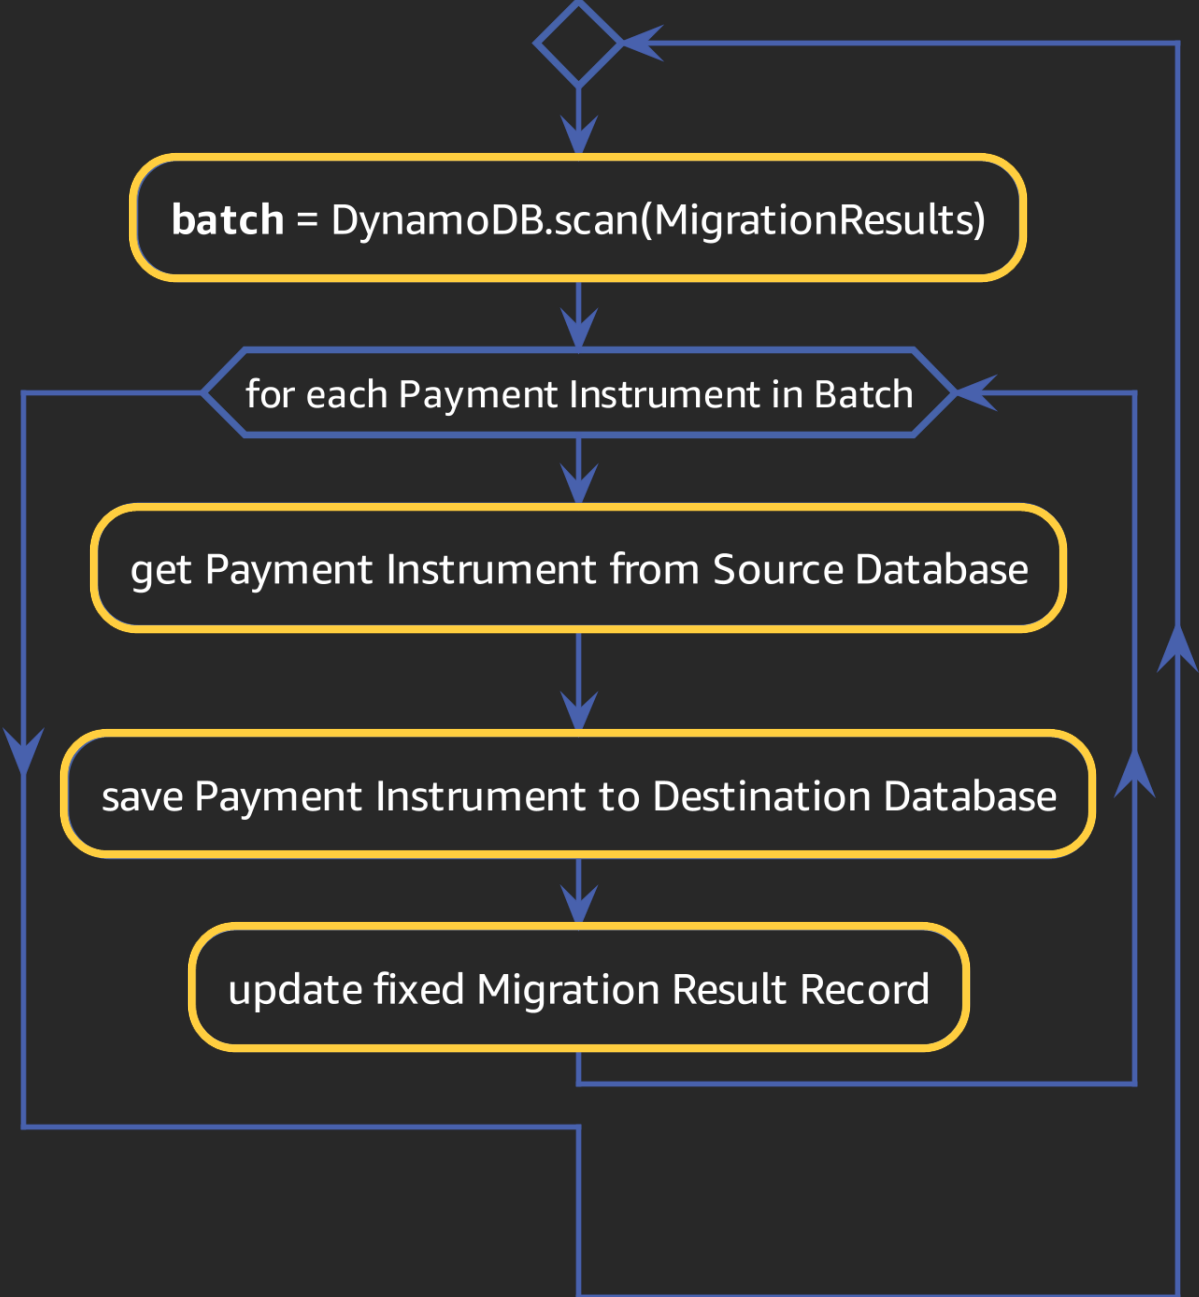 batch = DynamoDB.scan(MigrationResults)
for each Payment Instrument in Batch
get Payment Instrument from Source Database
save Payment Instrument to Destination Database
update fixed Migration Result Record